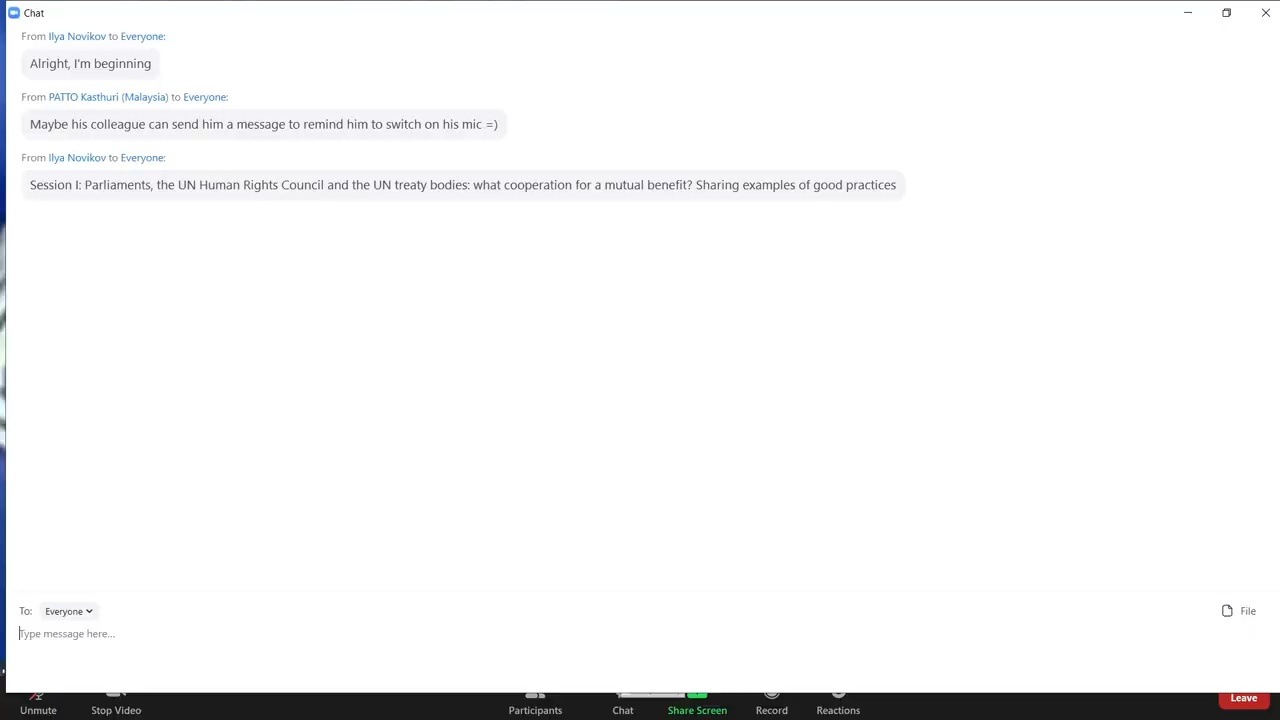 Chat
From Ilya Novikov to Everyone:
Alright, I'm beginning
From PATTO Kasthuri (Malaysia) to Everyone:
Maybe his colleague can send him a message to remind him to switch on his mic =)
From Ilya Novikov to Everyone:
Session I: Parliaments, the UN Human Rights Council and the UN treaty bodies: what cooperation for a mutual benefit? Sharing examples of good practices
To: Everyone
File
Type message here...
Unmute Stop Video Participants Chat Share Screen Record Reactions Leave